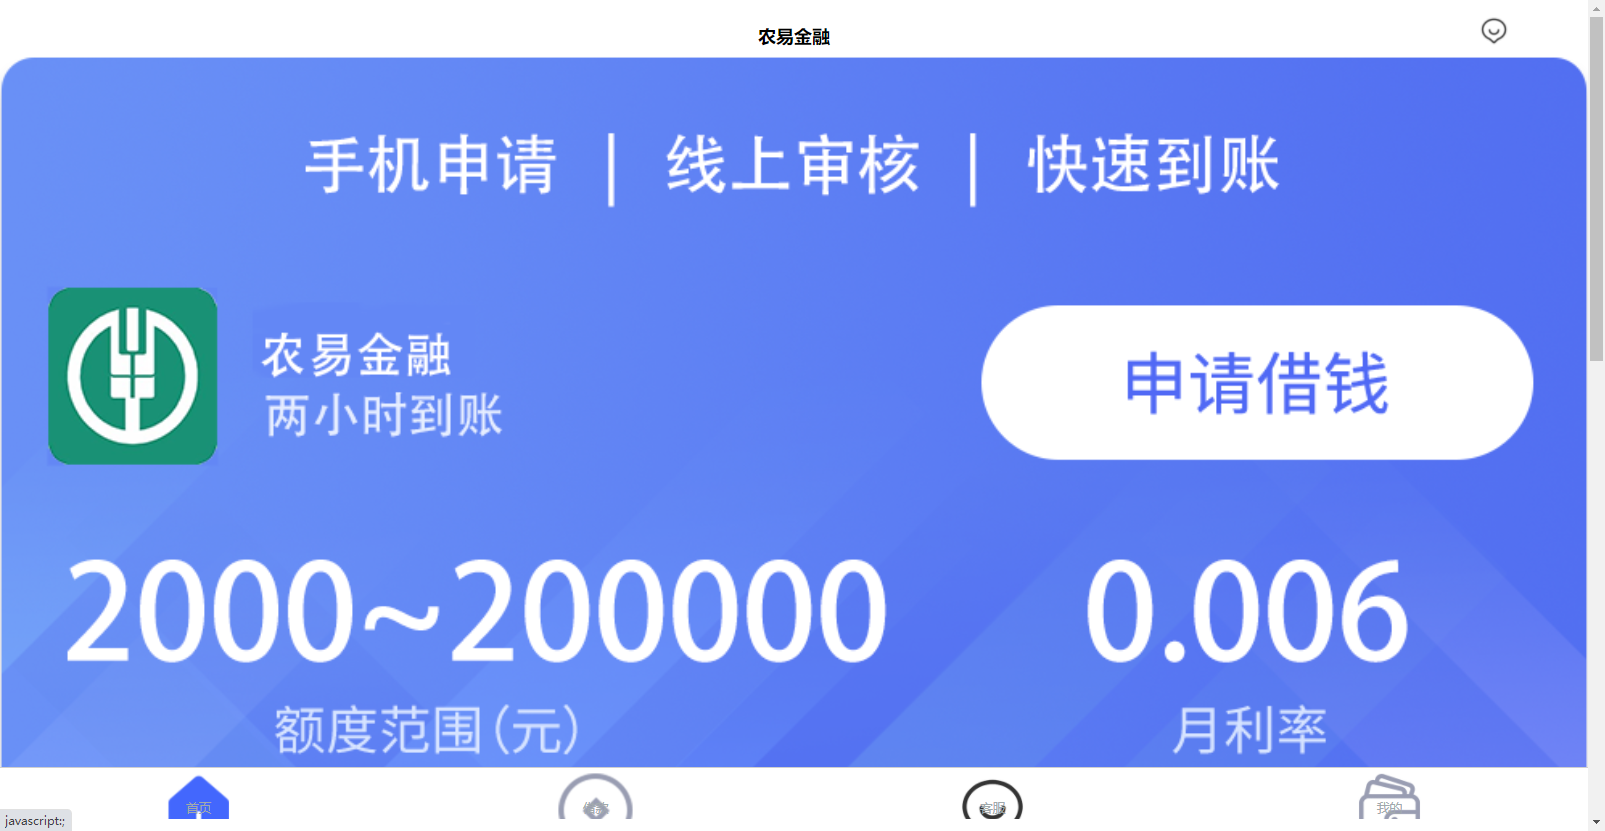 农易金融
手机申请 | 线上审核 | 快速到账
农易金融
两小时到账
申请借钱
2000~200000
0.006
额度范围(元)
月利率
首页
客服
我的
javascript:;